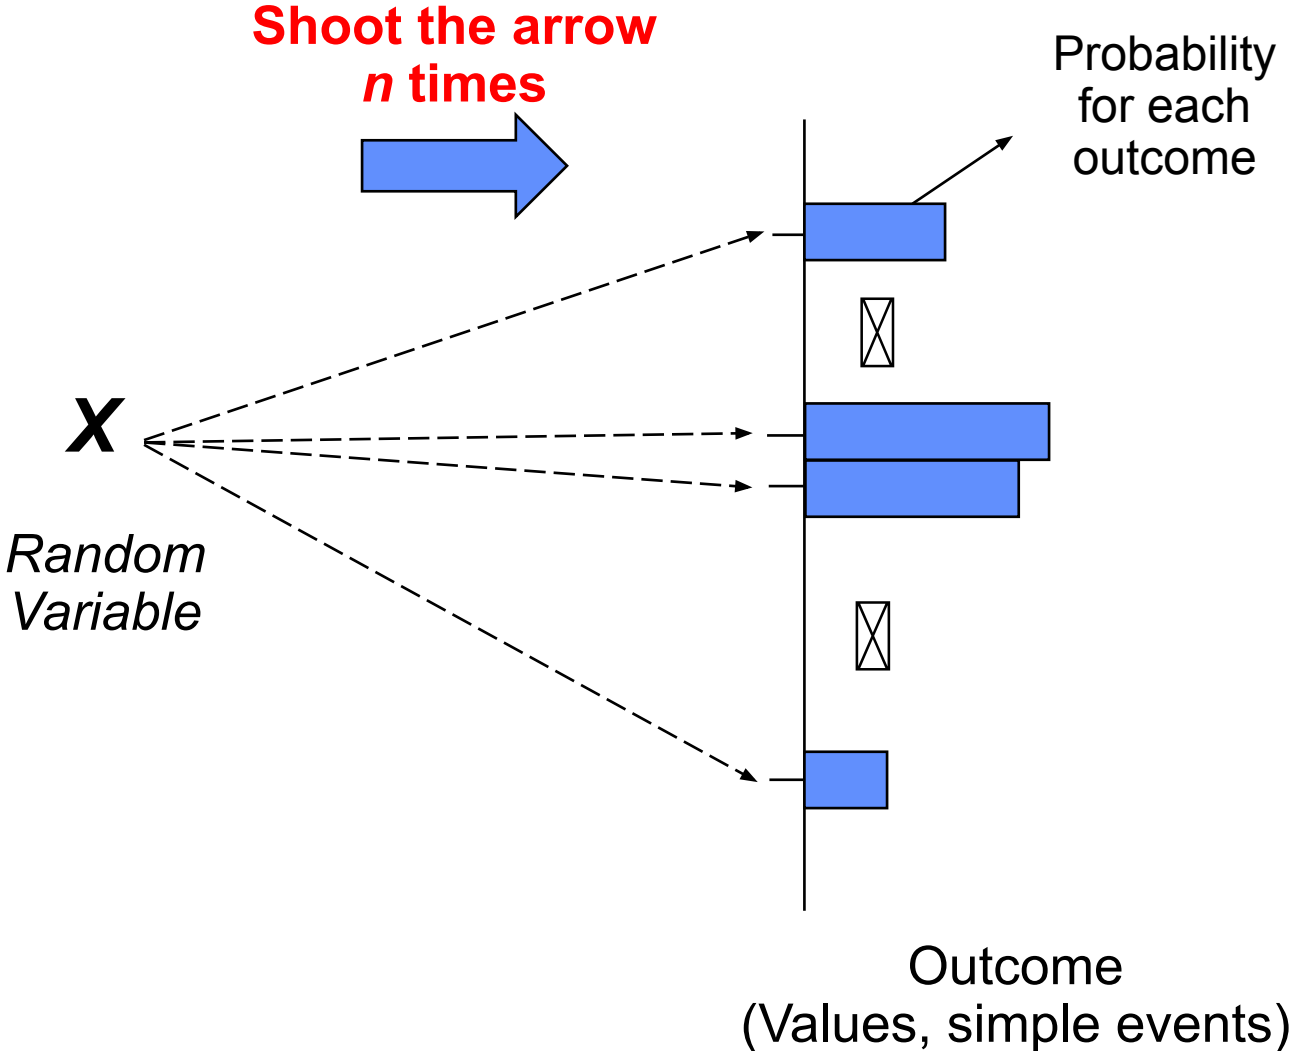 Shoot the arrow
n times
Probability
for each
outcome
X
Random
Variable
Outcome
(Values, simple events)